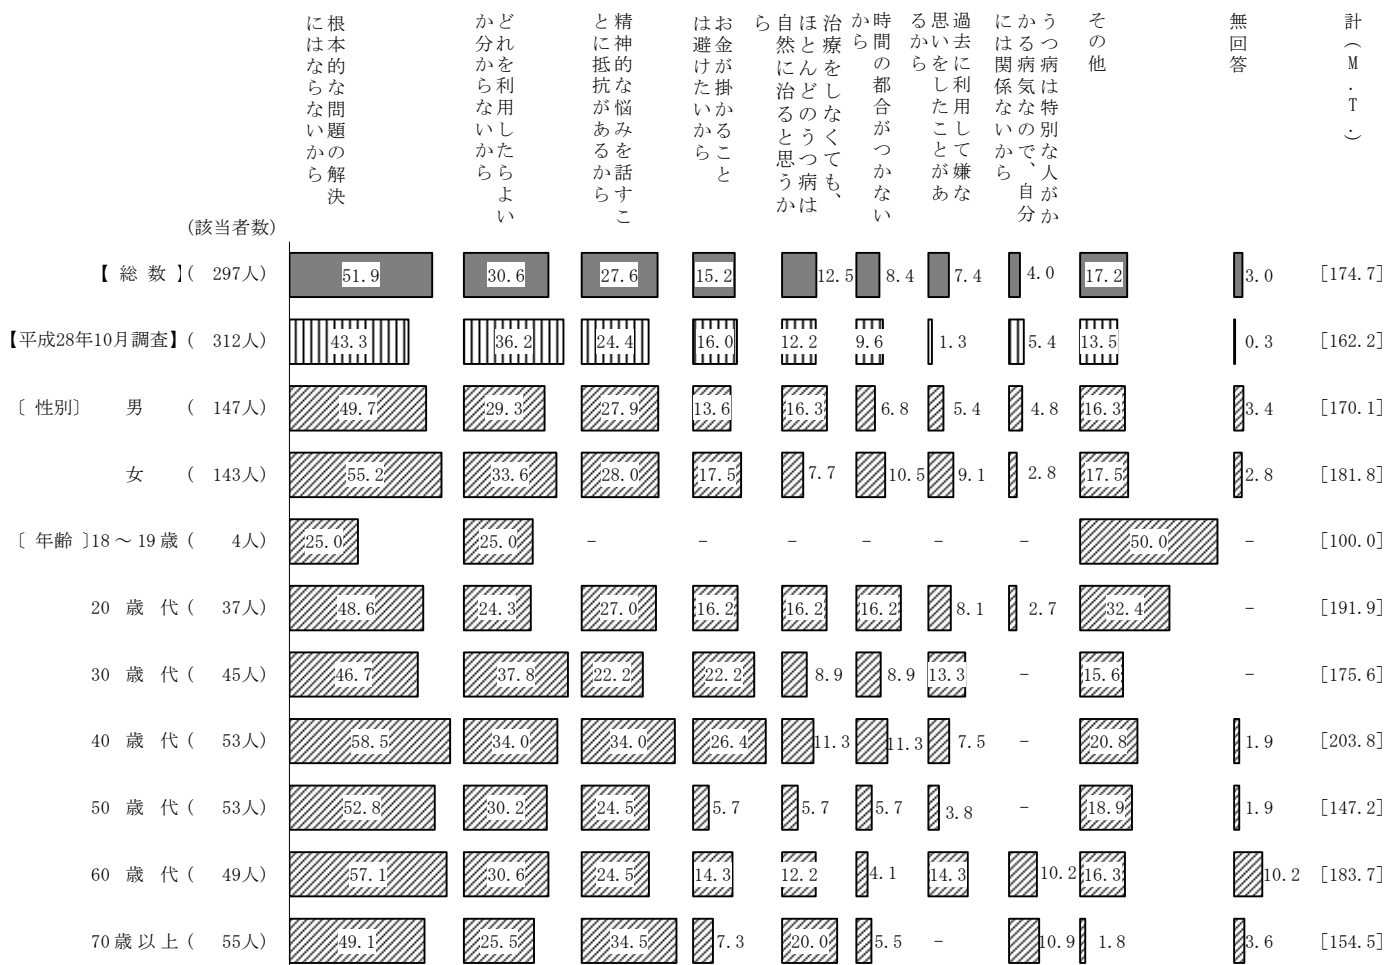 根本的な問題の解決
にはならないから
どれを利用したらよい
か分からないから
精神的な悩みを話すこ
とに抵抗があるから
お金が掛かること
は避けたいから
治療をしなくても、
ほとんどのうつ病は
自然に治ると思うか
ら
時間の都合がつかない
から
過去に利用して嫌な
思いをしたことがあ
るから
うつ病は特別な人がか
かる病気なので、自分
には関係ないから
その他
無回答
計(M.T.)
(該当者数)
【 総 数 】( 297人) 51.9 30.6 27.6 15.2 12.5 8.4 7.4 4.0 17.2 3.0 [174.7]
【平成28年10月調査】( 312人) 43.3 36.2 24.4 16.0 12.2 9.6 1.3 5.4 13.5 0.3 [162.2]
〔 性別〕 男 ( 147人) 49.7 29.3 27.9 13.6 16.3 6.8 5.4 4.8 16.3 3.4 [170.1]
女 ( 143人) 55.2 33.6 28.0 17.5 7.7 10.5 9.1 2.8 17.5 2.8 [181.8]
〔 年齢 〕18 ～ 19 歳 ( 4人) 25.0 25.0 － － － － － － 50.0 － [100.0]
20 歳 代 ( 37人) 48.6 24.3 27.0 16.2 16.2 16.2 8.1 2.7 32.4 － [191.9]
30 歳 代 ( 45人) 46.7 37.8 22.2 22.2 8.9 8.9 13.3 － 15.6 － [175.6]
40 歳 代 ( 53人) 58.5 34.0 34.0 26.4 11.3 11.3 7.5 － 20.8 1.9 [203.8]
50 歳 代 ( 53人) 52.8 30.2 24.5 5.7 5.7 5.7 3.8 － 18.9 1.9 [147.2]
60 歳 代 ( 49人) 57.1 30.6 24.5 14.3 12.2 4.1 14.3 10.2 16.3 10.2 [183.7]
70 歳 以 上 ( 55人) 49.1 25.5 34.5 7.3 20.0 5.5 － 10.9 1.8 3.6 [154.5]